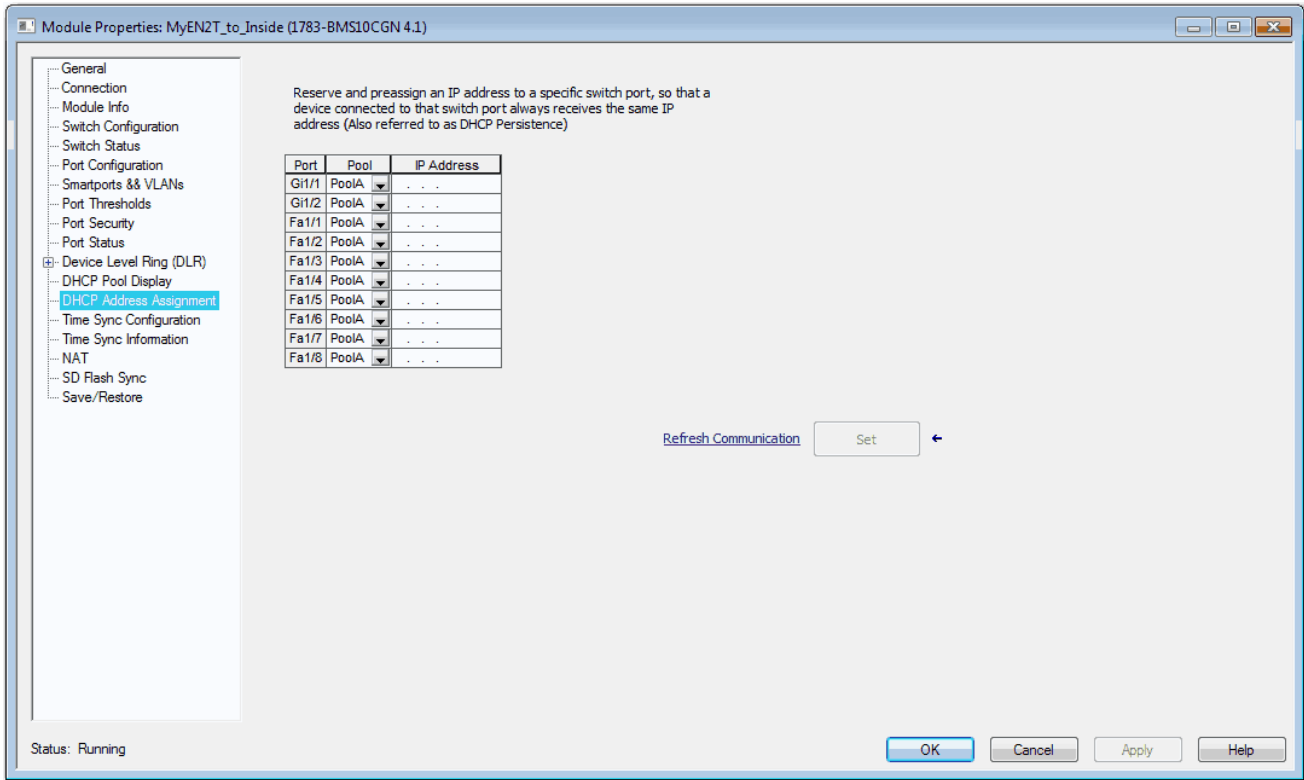 Module Properties: MyEN2T_to_Inside (1783-BMS10CGN 4.1)
General
Connection
Module Info
Switch Configuration
Switch Status
Port Configuration
Smartports && VLANs
Port Thresholds
Port Security
Port Status
Device Level Ring (DLR)
DHCP Pool Display
DHCP Address Assignment
Time Sync Configuration
Time Sync Information
NAT
SD Flash Sync
Save/Restore
Reserve and preassign an IP address to a specific switch port, so that a
device connected to that switch port always receives the same IP
address (Also referred to as DHCP Persistence)
Port Pool IP Address
Gi1/1 PoolA . . .
Gi1/2 PoolA . . .
Fa1/1 PoolA . . .
Fa1/2 PoolA . . .
Fa1/3 PoolA . . .
Fa1/4 PoolA . . .
Fa1/5 PoolA . . .
Fa1/6 PoolA . . .
Fa1/7 PoolA . . .
Fa1/8 PoolA . . .
Refresh Communication Set
Status: Running
OK Cancel Apply Help